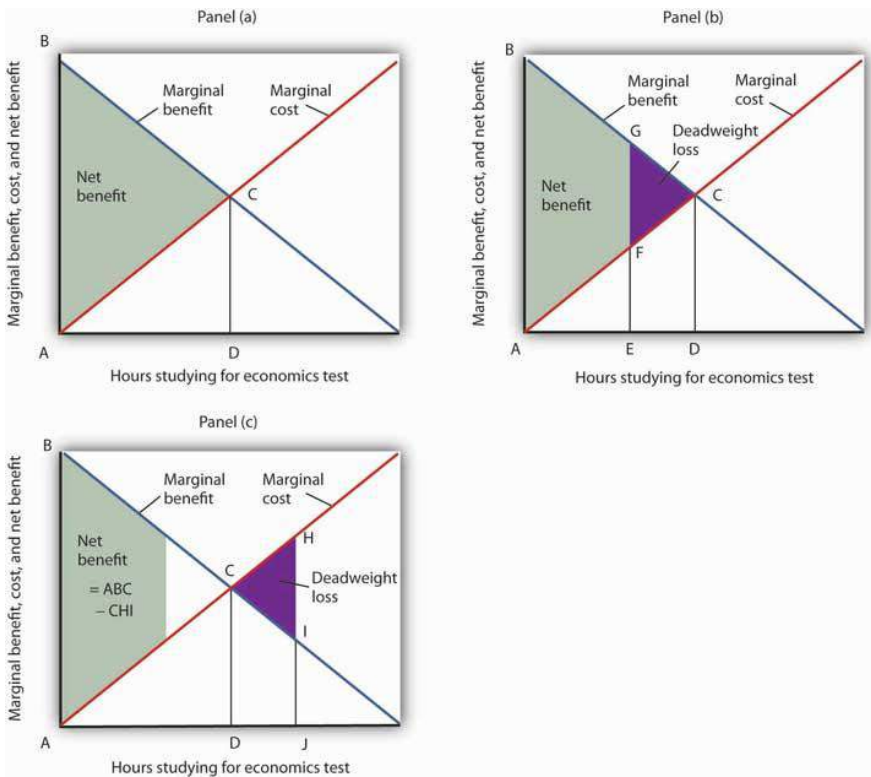 Panel (a)
B
Marginal benefit, cost, and net benefit
Marginal
benefit
Marginal
cost
Net
benefit
C
A
D
Hours studying for economics test
Panel (b)
B
Marginal benefit, cost, and net benefit
Marginal
benefit
Marginal
cost
G
Deadweight
loss
Net
benefit
C
F
A
E
D
Hours studying for economics test
Panel (c)
B
Marginal benefit, cost, and net benefit
Marginal
benefit
Marginal
cost
Net
benefit
= ABC
– CHI
H
C
Deadweight
loss
I
A
D
J
Hours studying for economics test